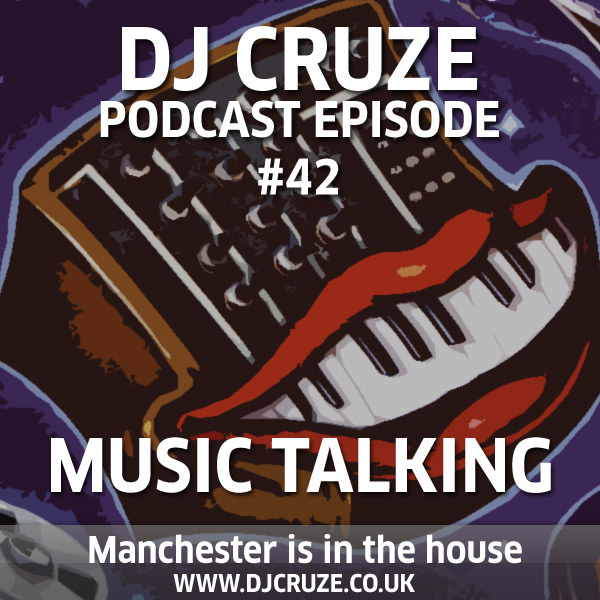 DJ CRUZE
PODCAST EPISODE
#42
MUSIC TALKING
Manchester is in the house
WWW.DJCRUZE.CO.UK